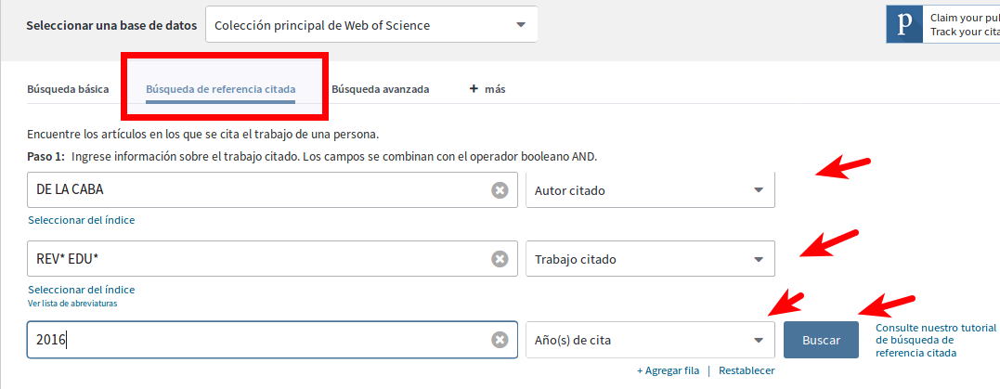 Seleccionar una base de datos Colección principal de Web of Science
p Claim your pu
Track your cita
Búsqueda básica Búsqueda de referencia citada Búsqueda avanzada + más
Encuentre los artículos en los que se cita el trabajo de una persona.
Paso 1: Ingrese información sobre el trabajo citado. Los campos se combinan con el operador booleano AND.
DE LA CABA Autor citado
Seleccionar del índice
REV* EDU* Trabajo citado
Seleccionar del índice
Ver lista de abreviaturas
2016 Año(s) de cita Buscar
Consulte nuestro tutorial
de búsqueda de
referencia citada
+ Agregar fila | Restablecer